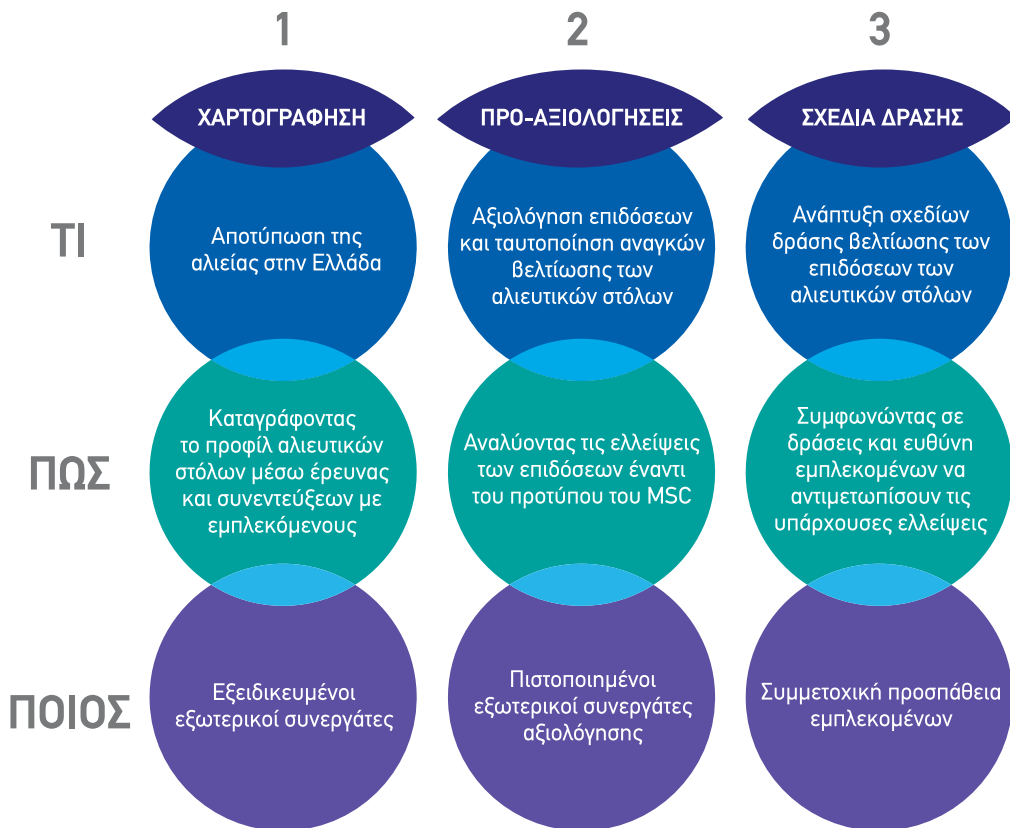 1
2
3
ΧΑΡΤΟΓΡΑΦΗΣΗ
ΠΡΟ-ΑΞΙΟΛΟΓΗΣΕΙΣ
ΣΧΕΔΙΑ ΔΡΑΣΗΣ
ΤΙ
Αποτύπωση της
αλιείας στην Ελλάδα
Αξιολόγηση επιδόσεων
και ταυτοποίηση αναγκών
βελτίωσης των
αλιευτικών στόλων
Ανάπτυξη σχεδίων
δράσης βελτίωσης των
επιδόσεων των
αλιευτικών στόλων
ΠΩΣ
Καταγράφοντας
το προφίλ αλιευτικών
στόλων μέσω έρευνας
και συνεντεύξεων με
εμπλεκόμενους
Αναλύοντας τις ελλείψεις
των επιδόσεων έναντι
του προτύπου του MSC
Συμφωνώντας σε
δράσεις και ευθύνη
εμπλεκομένων να
αντιμετωπίσουν τις
υπάρχουσες ελλείψεις
ΠΟΙΟΣ
Εξειδικευμένοι
εξωτερικοί συνεργάτες
Πιστοποιημένοι
εξωτερικοί συνεργάτες
αξιολόγησης
Συμμετοχική προσπάθεια
εμπλεκομένων